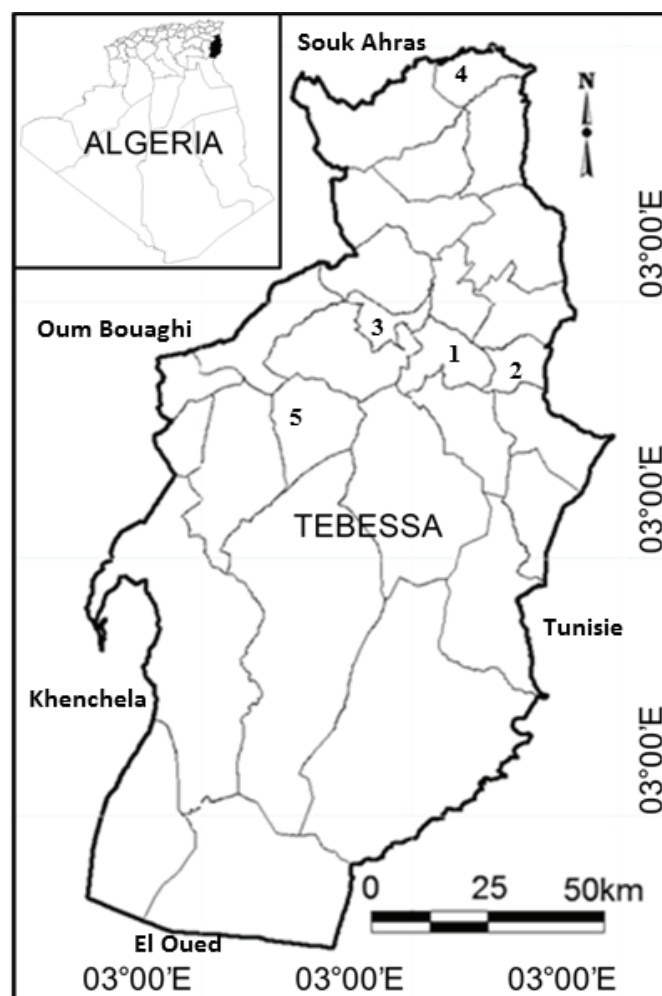 Souk Ahras
4
N
ALGERIA
03°00'E
Oum Bouaghi
3
1
2
5
03°00'E
TEBESSA
Tunisie
Khenchela
03°00'E
0 25 50km
El Oued
03°00'E 03°00'E 03°00'E